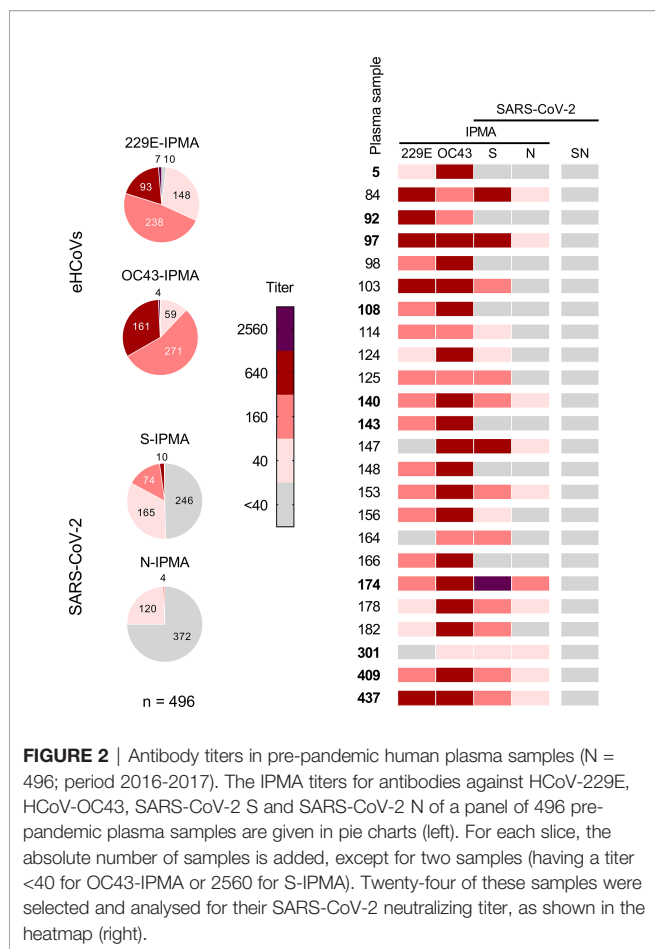 eHCoVs
229E-IPMA
7 10
93
148
238
OC43-IPMA
4
161
59
271
SARS-CoV-2
S-IPMA
10
74
246
165
N-IPMA
4
120
372
n = 496
Titer
2560
640
160
40
<40
Plasma sample
SARS-CoV-2
IPMA
229E OC43 S N SN
5
84
92
97
98
103
108
114
124
125
140
143
147
148
153
156
164
166
174
178
182
301
409
437
FIGURE 2 | Antibody titers in pre-pandemic human plasma samples (N =
496; period 2016-2017). The IPMA titers for antibodies against HCoV-229E,
HCoV-OC43, SARS-CoV-2 S and SARS-CoV-2 N of a panel of 496 pre-
pandemic plasma samples are given in pie charts (left). For each slice, the
absolute number of samples is added, except for two samples (having a titer
<40 for OC43-IPMA or 2560 for S-IPMA). Twenty-four of these samples were
selected and analysed for their SARS-CoV-2 neutralizing titer, as shown in the
heatmap (right).